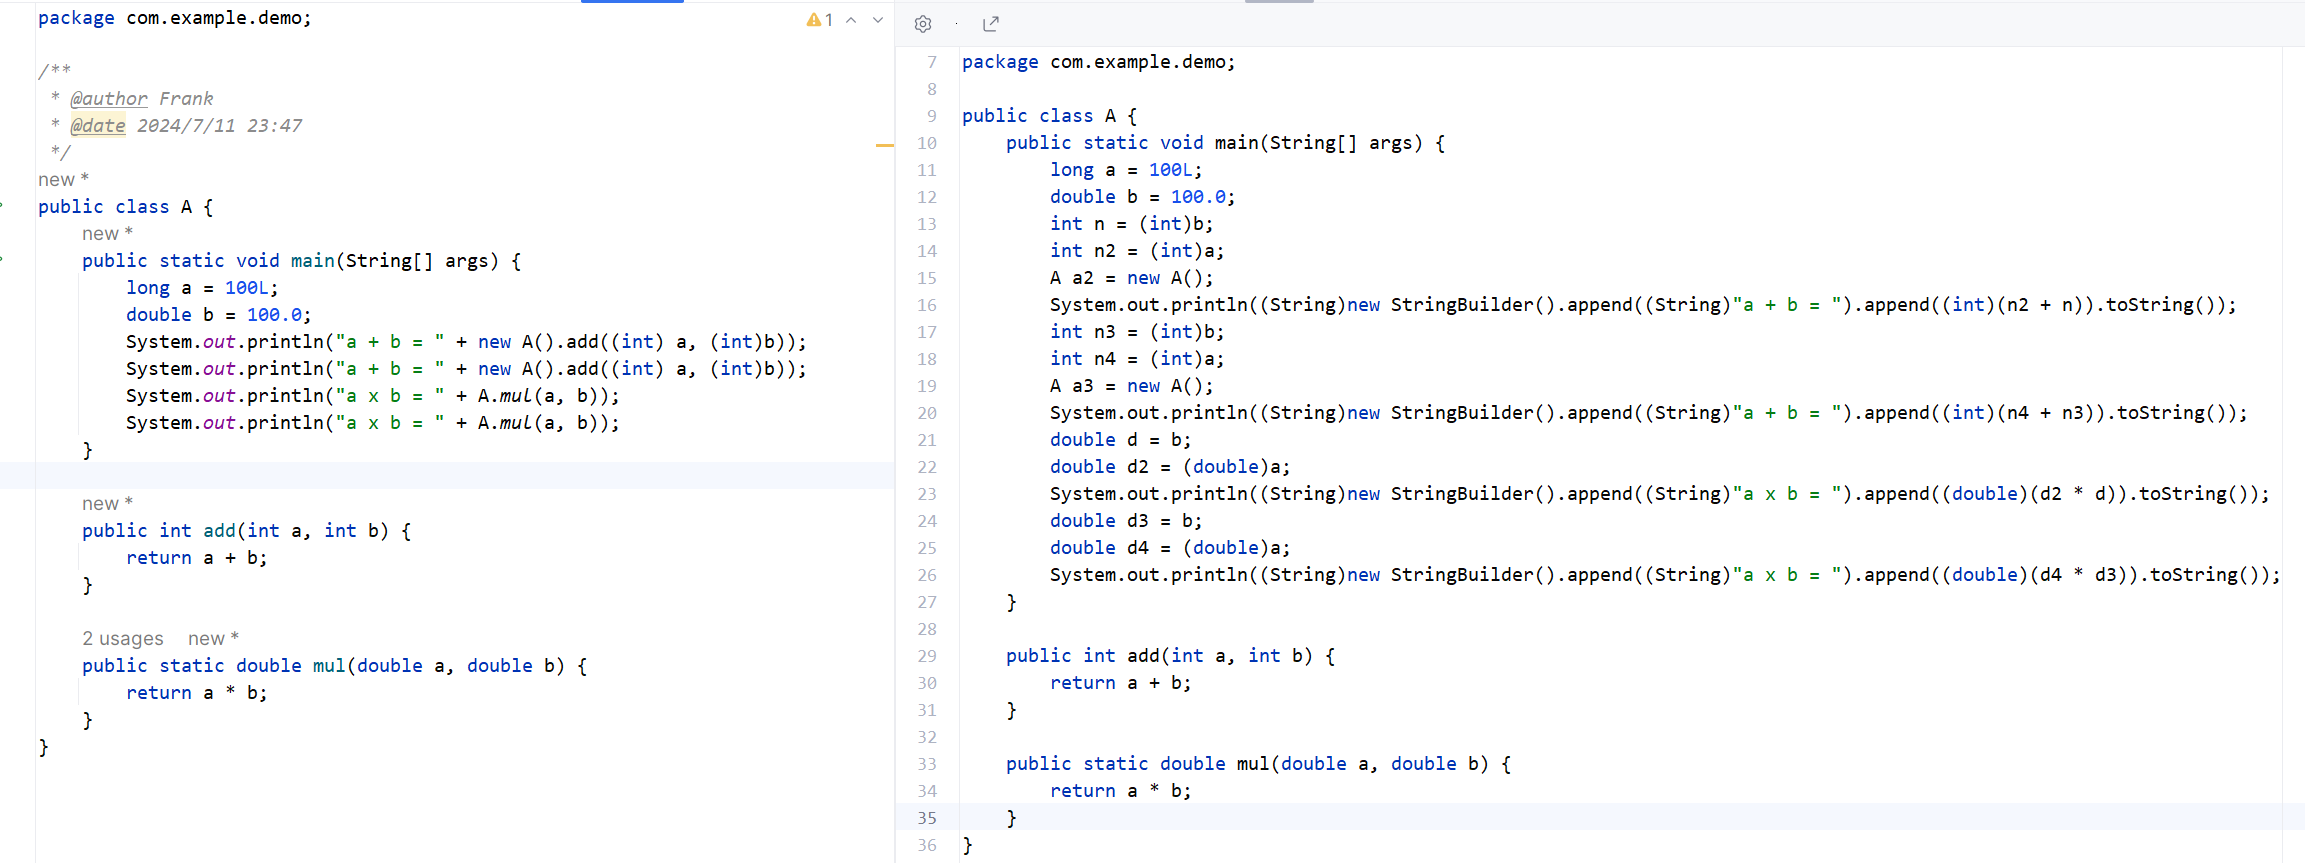 package com.example.demo;
1
/**
 * @author Frank
 * @date 2024/7/11 23:47
 */
new *
public class A {
new *
    public static void main(String[] args) {
        long a = 100L;
        double b = 100.0;
        System.out.println("a + b = " + new A().add((int) a, (int)b));
        System.out.println("a + b = " + new A().add((int) a, (int)b));
        System.out.println("a x b = " + A.mul(a, b));
        System.out.println("a x b = " + A.mul(a, b));
    }
new *
    public int add(int a, int b) {
        return a + b;
    }
2 usages new *
    public static double mul(double a, double b) {
        return a * b;
    }
}
7 package com.example.demo;
8
9 public class A {
10     public static void main(String[] args) {
11         long a = 100L;
12         double b = 100.0;
13         int n = (int)b;
14         int n2 = (int)a;
15         A a2 = new A();
16         System.out.println((String)new StringBuilder().append((String)"a + b = ").append((int)(n2 + n)).toString());
17         int n3 = (int)b;
18         int n4 = (int)a;
19         A a3 = new A();
20         System.out.println((String)new StringBuilder().append((String)"a + b = ").append((int)(n4 + n3)).toString());
21         double d = b;
22         double d2 = (double)a;
23         System.out.println((String)new StringBuilder().append((String)"a x b = ").append((double)(d2 * d)).toString());
24         double d3 = b;
25         double d4 = (double)a;
26         System.out.println((String)new StringBuilder().append((String)"a x b = ").append((double)(d4 * d3)).toString());
27     }
28
29     public int add(int a, int b) {
30         return a + b;
31     }
32
33     public static double mul(double a, double b) {
34         return a * b;
35     }
36 }